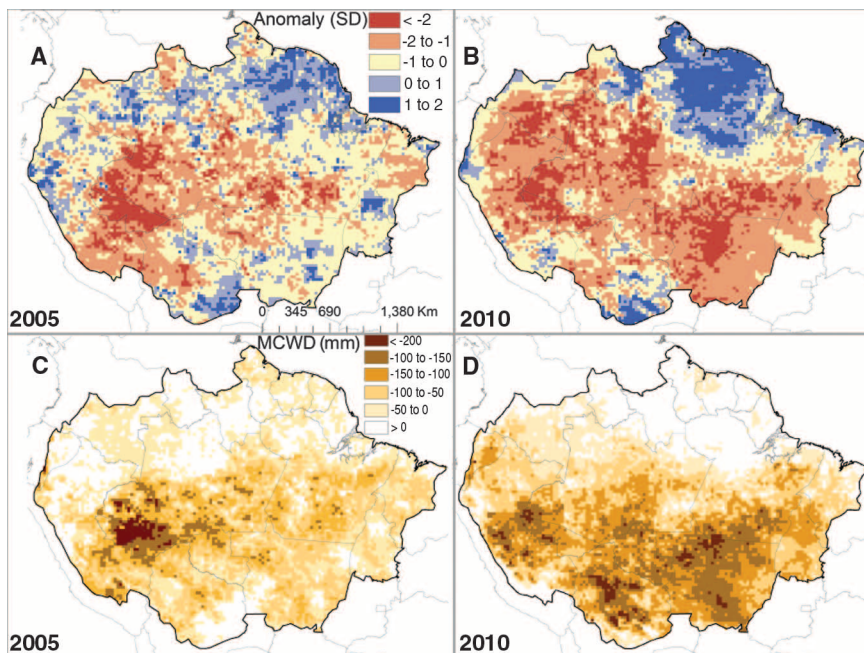 A
Anomaly (SD)
< -2
-2 to -1
-1 to 0
0 to 1
1 to 2
B
2005
0 345 690 1,380 Km
2010
C
MCWD (mm)
< -200
-100 to -150
-150 to -100
-100 to -50
-50 to 0
> 0
D
2005
2010